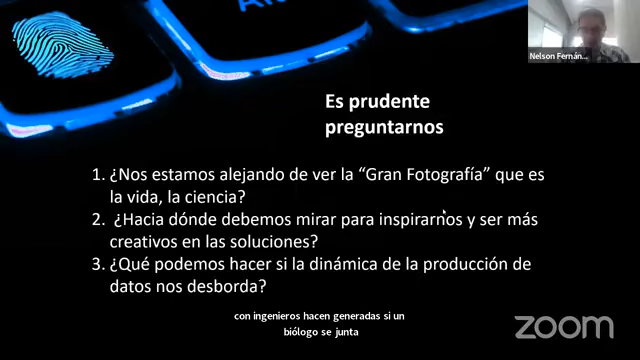 Alt
Nelson Fernán...
Es prudente
preguntarnos
1. ¿Nos estamos alejando de ver la “Gran Fotografía” que es
la vida, la ciencia?
2. ¿Hacia dónde debemos mirar para inspirarnos y ser más
creativos en las soluciones?
3. ¿Qué podemos hacer si la dinámica de la producción de
datos nos desborda?
con ingenieros hacen generadas si un
biólogo se junta
zoom